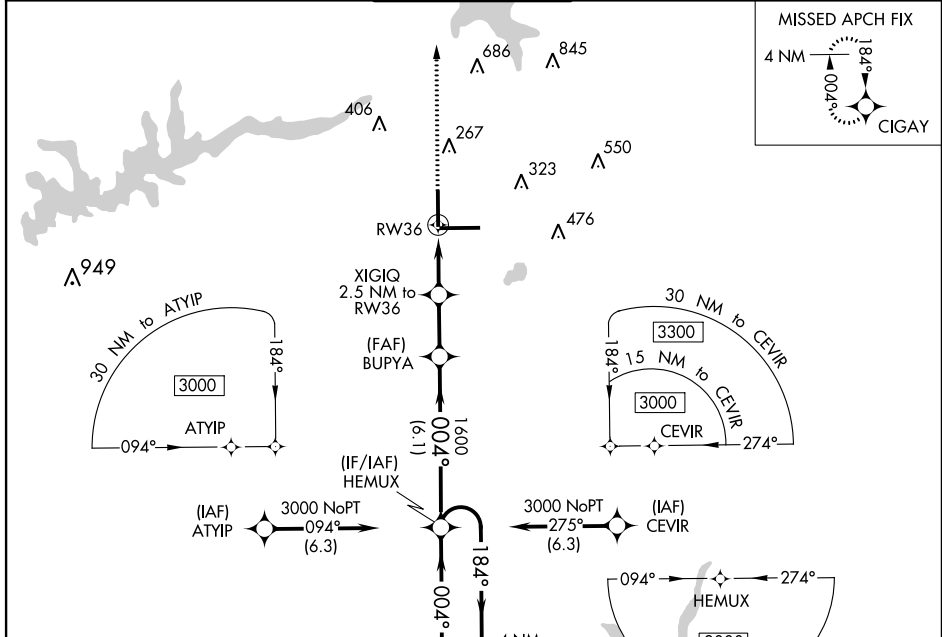 MISSED APCH FIX
4 NM
184°
004°
CIGAY
686
845
406
267
550
323
476
RW36
949
XIGIQ
2.5 NM to
RW36
(FAF)
BUPYA
30 NM to ATYIP
184°
3000
ATYIP
094°
30 NM to CEVIR
3300
184°
15 NM to CEVIR
3000
CEVIR
274°
1600
004°
(6.1)
(IF/IAF)
HEMUX
(IAF)
ATYIP
3000 NoPT
094°
(6.3)
3000 NoPT
275°
(6.3)
(IAF)
CEVIR
184°
004°
094°
274°
HEMUX
4 NM